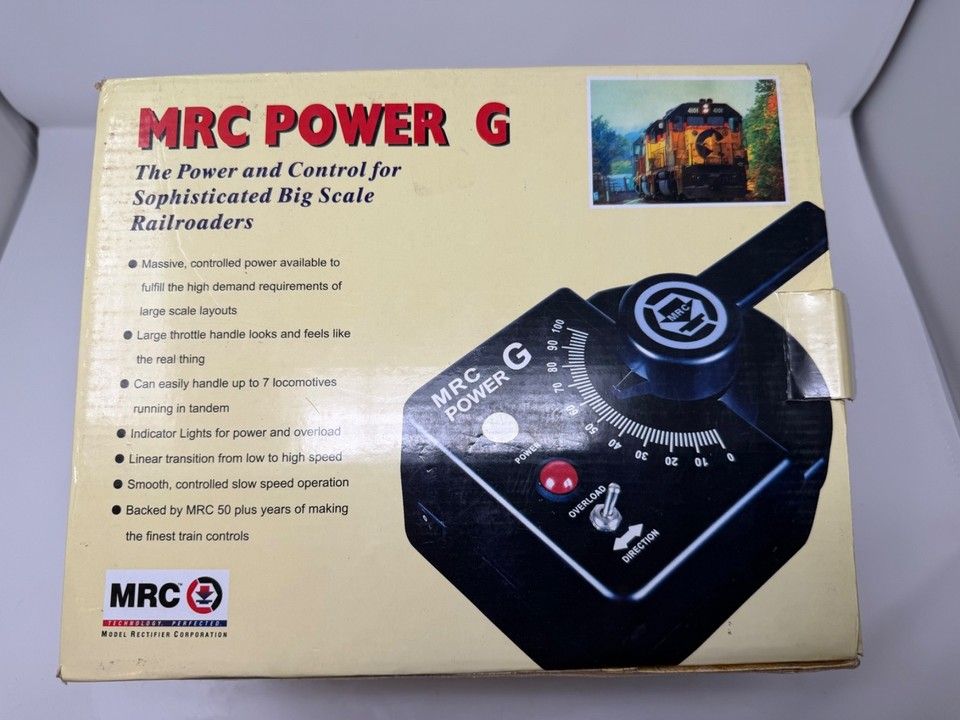 MRC POWER G
The Power and Control for
Sophisticated Big Scale
Railroaders
● Massive, controlled power available to
fulfill the high demand requirements of
large scale layouts
● Large throttle handle looks and feels like
the real thing
● Can easily handle up to 7 locomotives
running in tandem
● Indicator Lights for power and overload
● Linear transition from low to high speed
● Smooth, controlled slow speed operation
● Backed by MRC 50 plus years of making
the finest train controls
MRC™
TECHNOLOGY, PERFECTED.
MODEL RECTIFIER CORPORATION
4101 4101
MRC
MRC
POWER G
100
90
80
70
60
50
40
30
20
10
0
POWER
OVERLOAD
DIRECTION